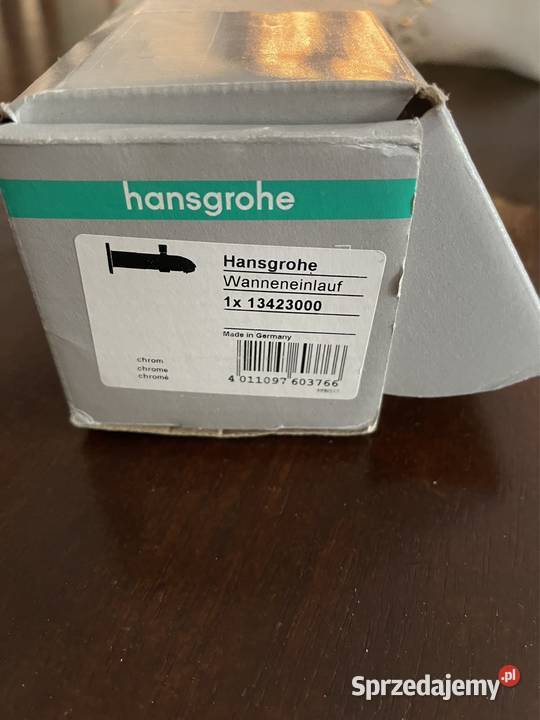 hansgrohe
Hansgrohe
Wanneneinlauf
1x 13423000
Made in Germany
chrom
chrome
chromé
4 011097 603766
Sprzedajemy.pl